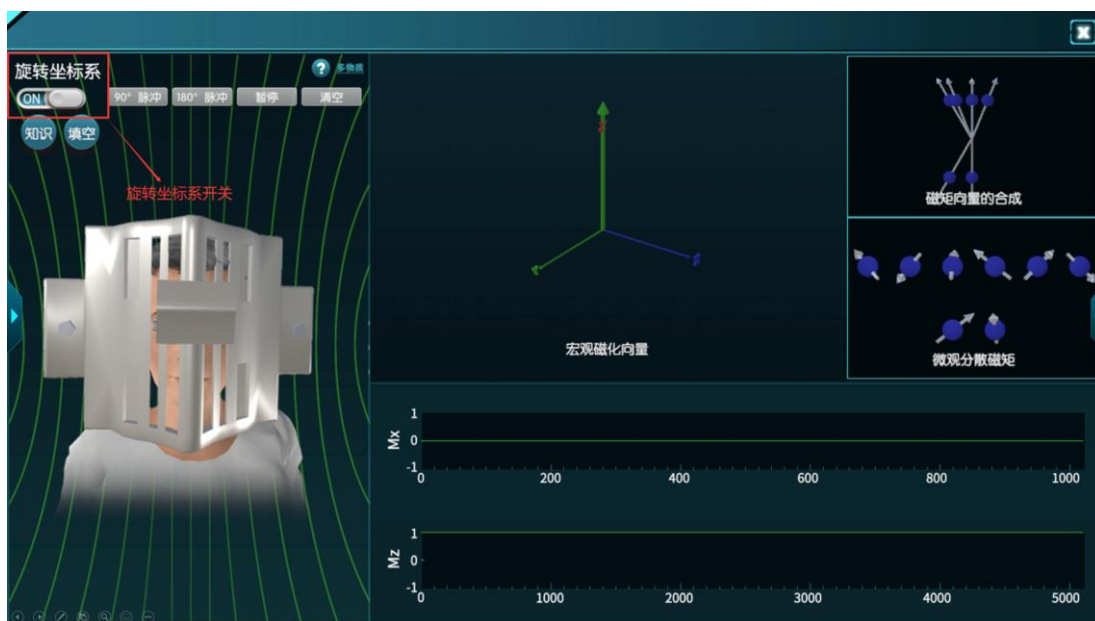 旋转坐标系
ON
? 多物质
90° 脉冲 180° 脉冲 暂停 清空
知识 填空
旋转坐标系开关
宏观磁化向量
磁矩向量的合成
微观分散磁矩
Mx
1
0
-1
0 200 400 600 800 1000
Mz
1
0
-1
0 1000 2000 3000 4000 5000